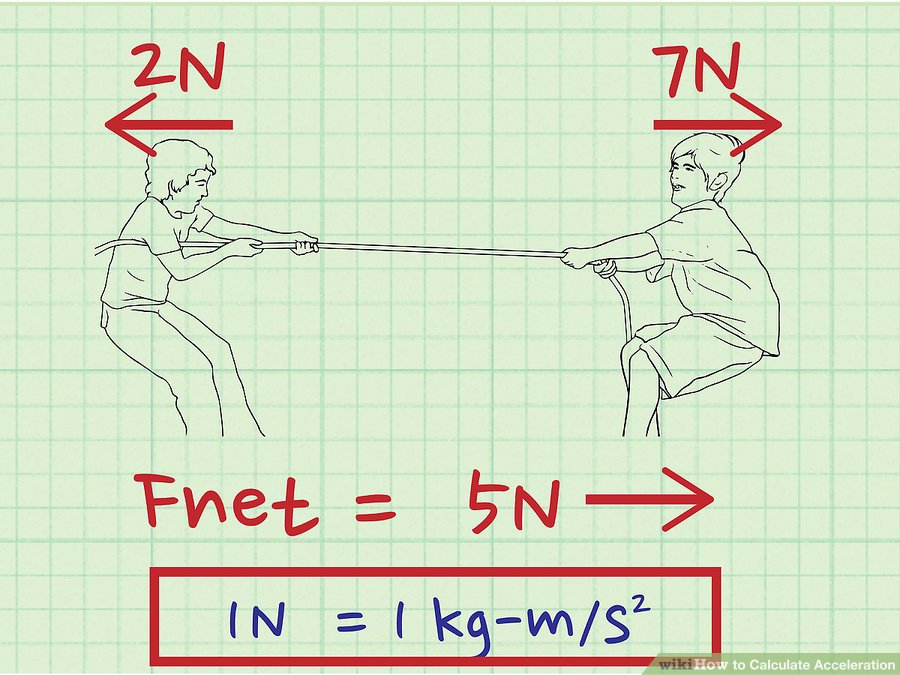 2N
7N
Fnet = 5N →
1N = 1 kg-m/s²
wikiHow to Calculate Acceleration